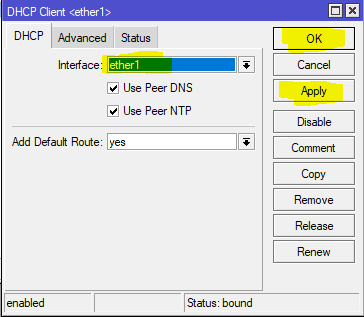 DHCP Client <ether1>
DHCP Advanced Status
Interface: ether1
Use Peer DNS
Use Peer NTP
Add Default Route: yes
OK
Cancel
Apply
Disable
Comment
Copy
Remove
Release
Renew
enabled Status: bound